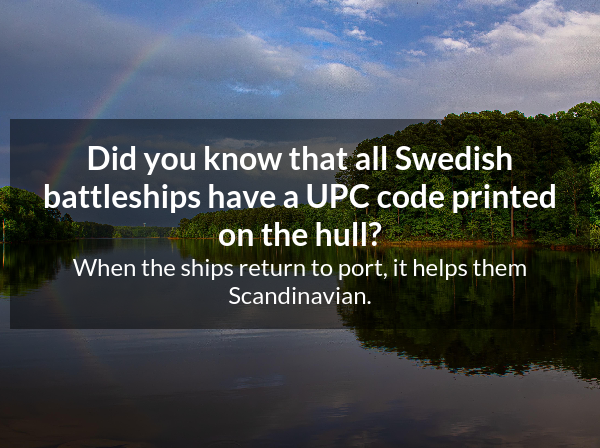 Did you know that all Swedish
battleships have a UPC code printed
on the hull?
When the ships return to port, it helps them
Scandinavian.